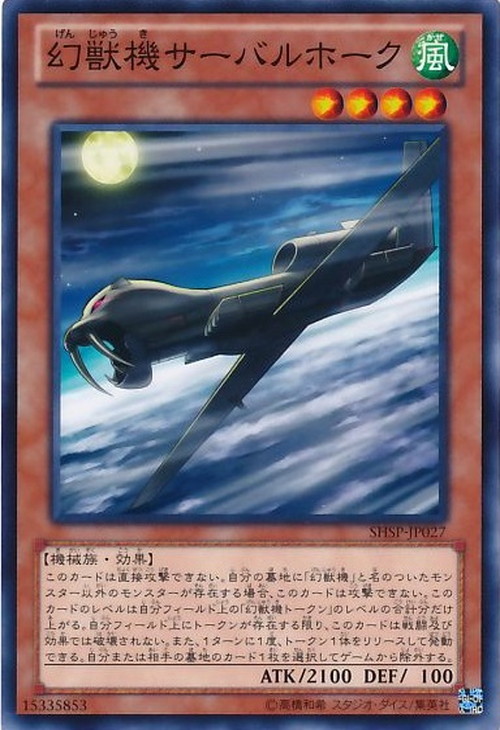 幻獣機サーバルホーク
風
SHSP-JP027
【機械族・効果】
このカードは直接攻撃できない。自分の墓地に「幻獣機」と名のついたモン
スター以外のモンスターが存在する場合、このカードは攻撃できない。この
カードのレベルは自分フィールド上の「幻獣機トークン」のレベルの合計分だけ
上がる。自分フィールド上にトークンが存在する限り、このカードは戦闘及び
効果では破壊されない。また、1ターンに1度、トークン1体をリリースして発動
できる。自分または相手の墓地のカード1枚を選択してゲームから除外する。
ATK/2100 DEF/ 100
15335853
©高橋和希 スタジオ・ダイス/集英社